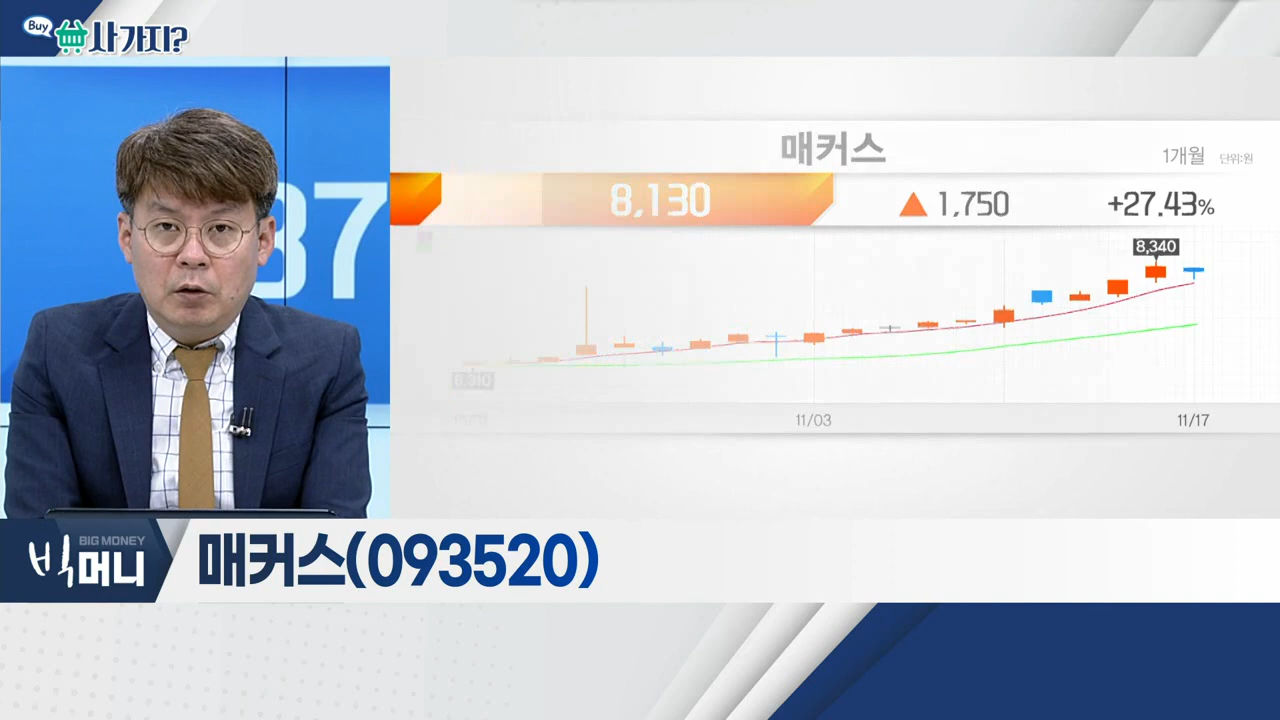 Buy
사가지?
37
매커스
1개월 단위:원
8,130 ▲ 1,750 +27.43%
8,340
6,310
11/03 11/17
BIG MONEY
빅머니
매커스(093520)